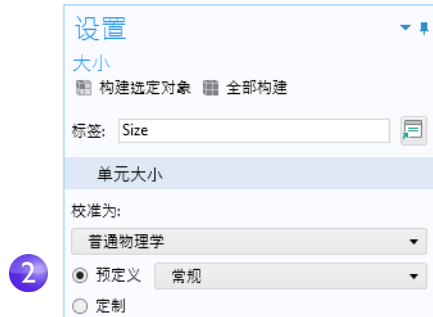 设置
大小
构建选定对象 全部构建
标签: Size
单元大小
校准为:
普通物理学
2 预定义 常规
定制